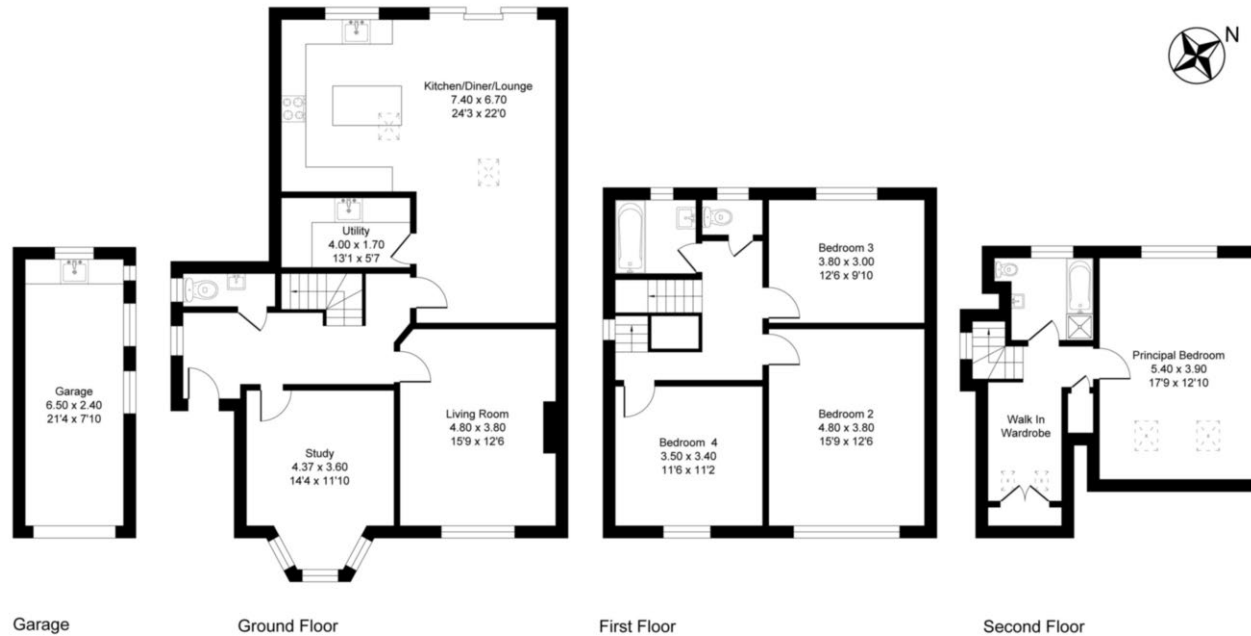 N
Kitchen/Diner/Lounge
7.40 x 6.70
24'3 x 22'0
Utility
4.00 x 1.70
13'1 x 5'7
Garage
6.50 x 2.40
21'4 x 7'10
Study
4.37 x 3.60
14'4 x 11'10
Living Room
4.80 x 3.80
15'9 x 12'6
Bedroom 3
3.80 x 3.00
12'6 x 9'10
Bedroom 4
3.50 x 3.40
11'6 x 11'2
Bedroom 2
4.80 x 3.80
15'9 x 12'6
Principal Bedroom
5.40 x 3.90
17'9 x 12'10
Walk In
Wardrobe
Garage
Ground Floor
First Floor
Second Floor